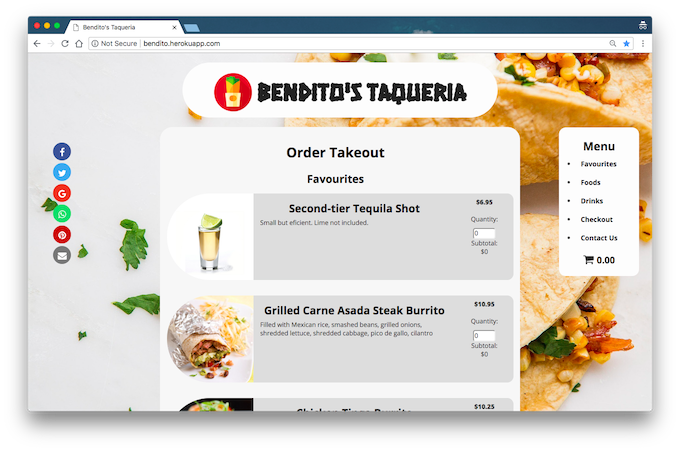 Bendito's Taqueria
Not Secure
bendito.herokuapp.com
BENDITO'S TAQUERIA
Order Takeout
Favourites
Second-tier Tequila Shot
Small but eficient. Lime not included.
$6.95
Quantity:
0
Subtotal:
$0
Grilled Carne Asada Steak Burrito
Filled with Mexican rice, smashed beans, grilled onions,
shredded lettuce, shredded cabbage, pico de gallo, cilantro
$10.95
Quantity:
0
Subtotal:
$0
Chicken Tinga Burrito
$10.25
Menu
Favourites
Foods
Drinks
Checkout
Contact Us
0.00